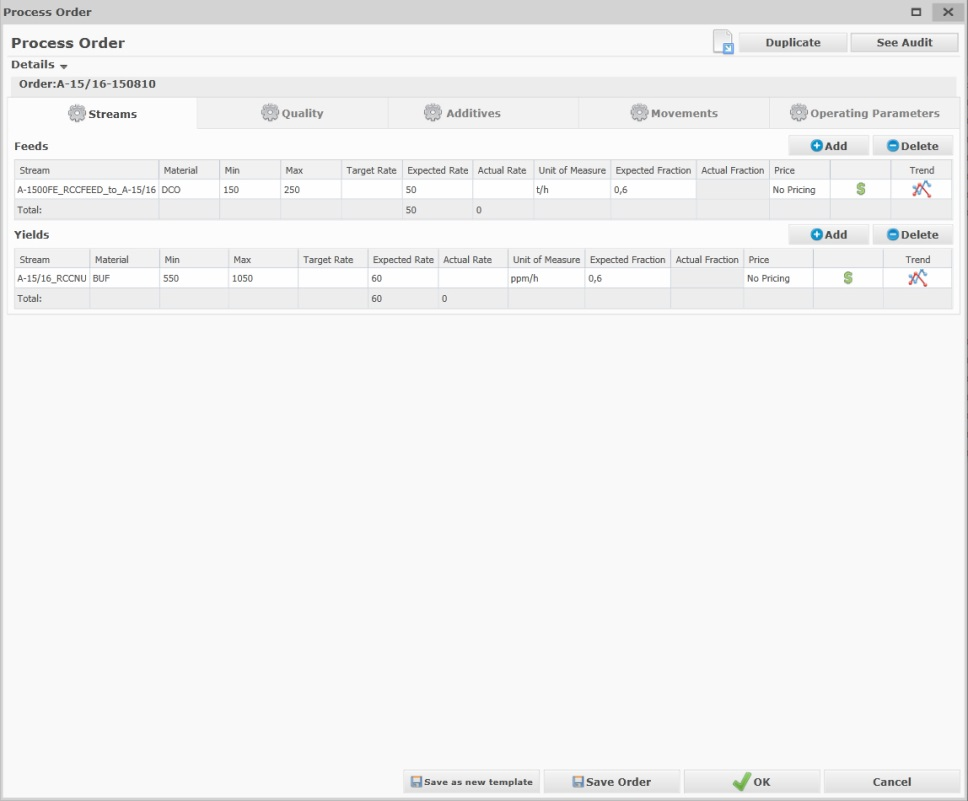 Process Order
Process Order Duplicate See Audit
Details
Order:A-15/16-150810
Streams Quality Additives Movements Operating Parameters
Feeds Add Delete
Stream Material Min Max Target Rate Expected Rate Actual Rate Unit of Measure Expected Fraction Actual Fraction Price Trend
A-1500FE_RCCFEED_to_A-15/16 DCO 150 250 50 t/h 0,6 No Pricing $
Total: 50 0
Yields Add Delete
Stream Material Min Max Target Rate Expected Rate Actual Rate Unit of Measure Expected Fraction Actual Fraction Price Trend
A-15/16_RCCNU BUF 550 1050 60 ppm/h 0,6 No Pricing $
Total: 60 0
Save as new template Save Order OK Cancel